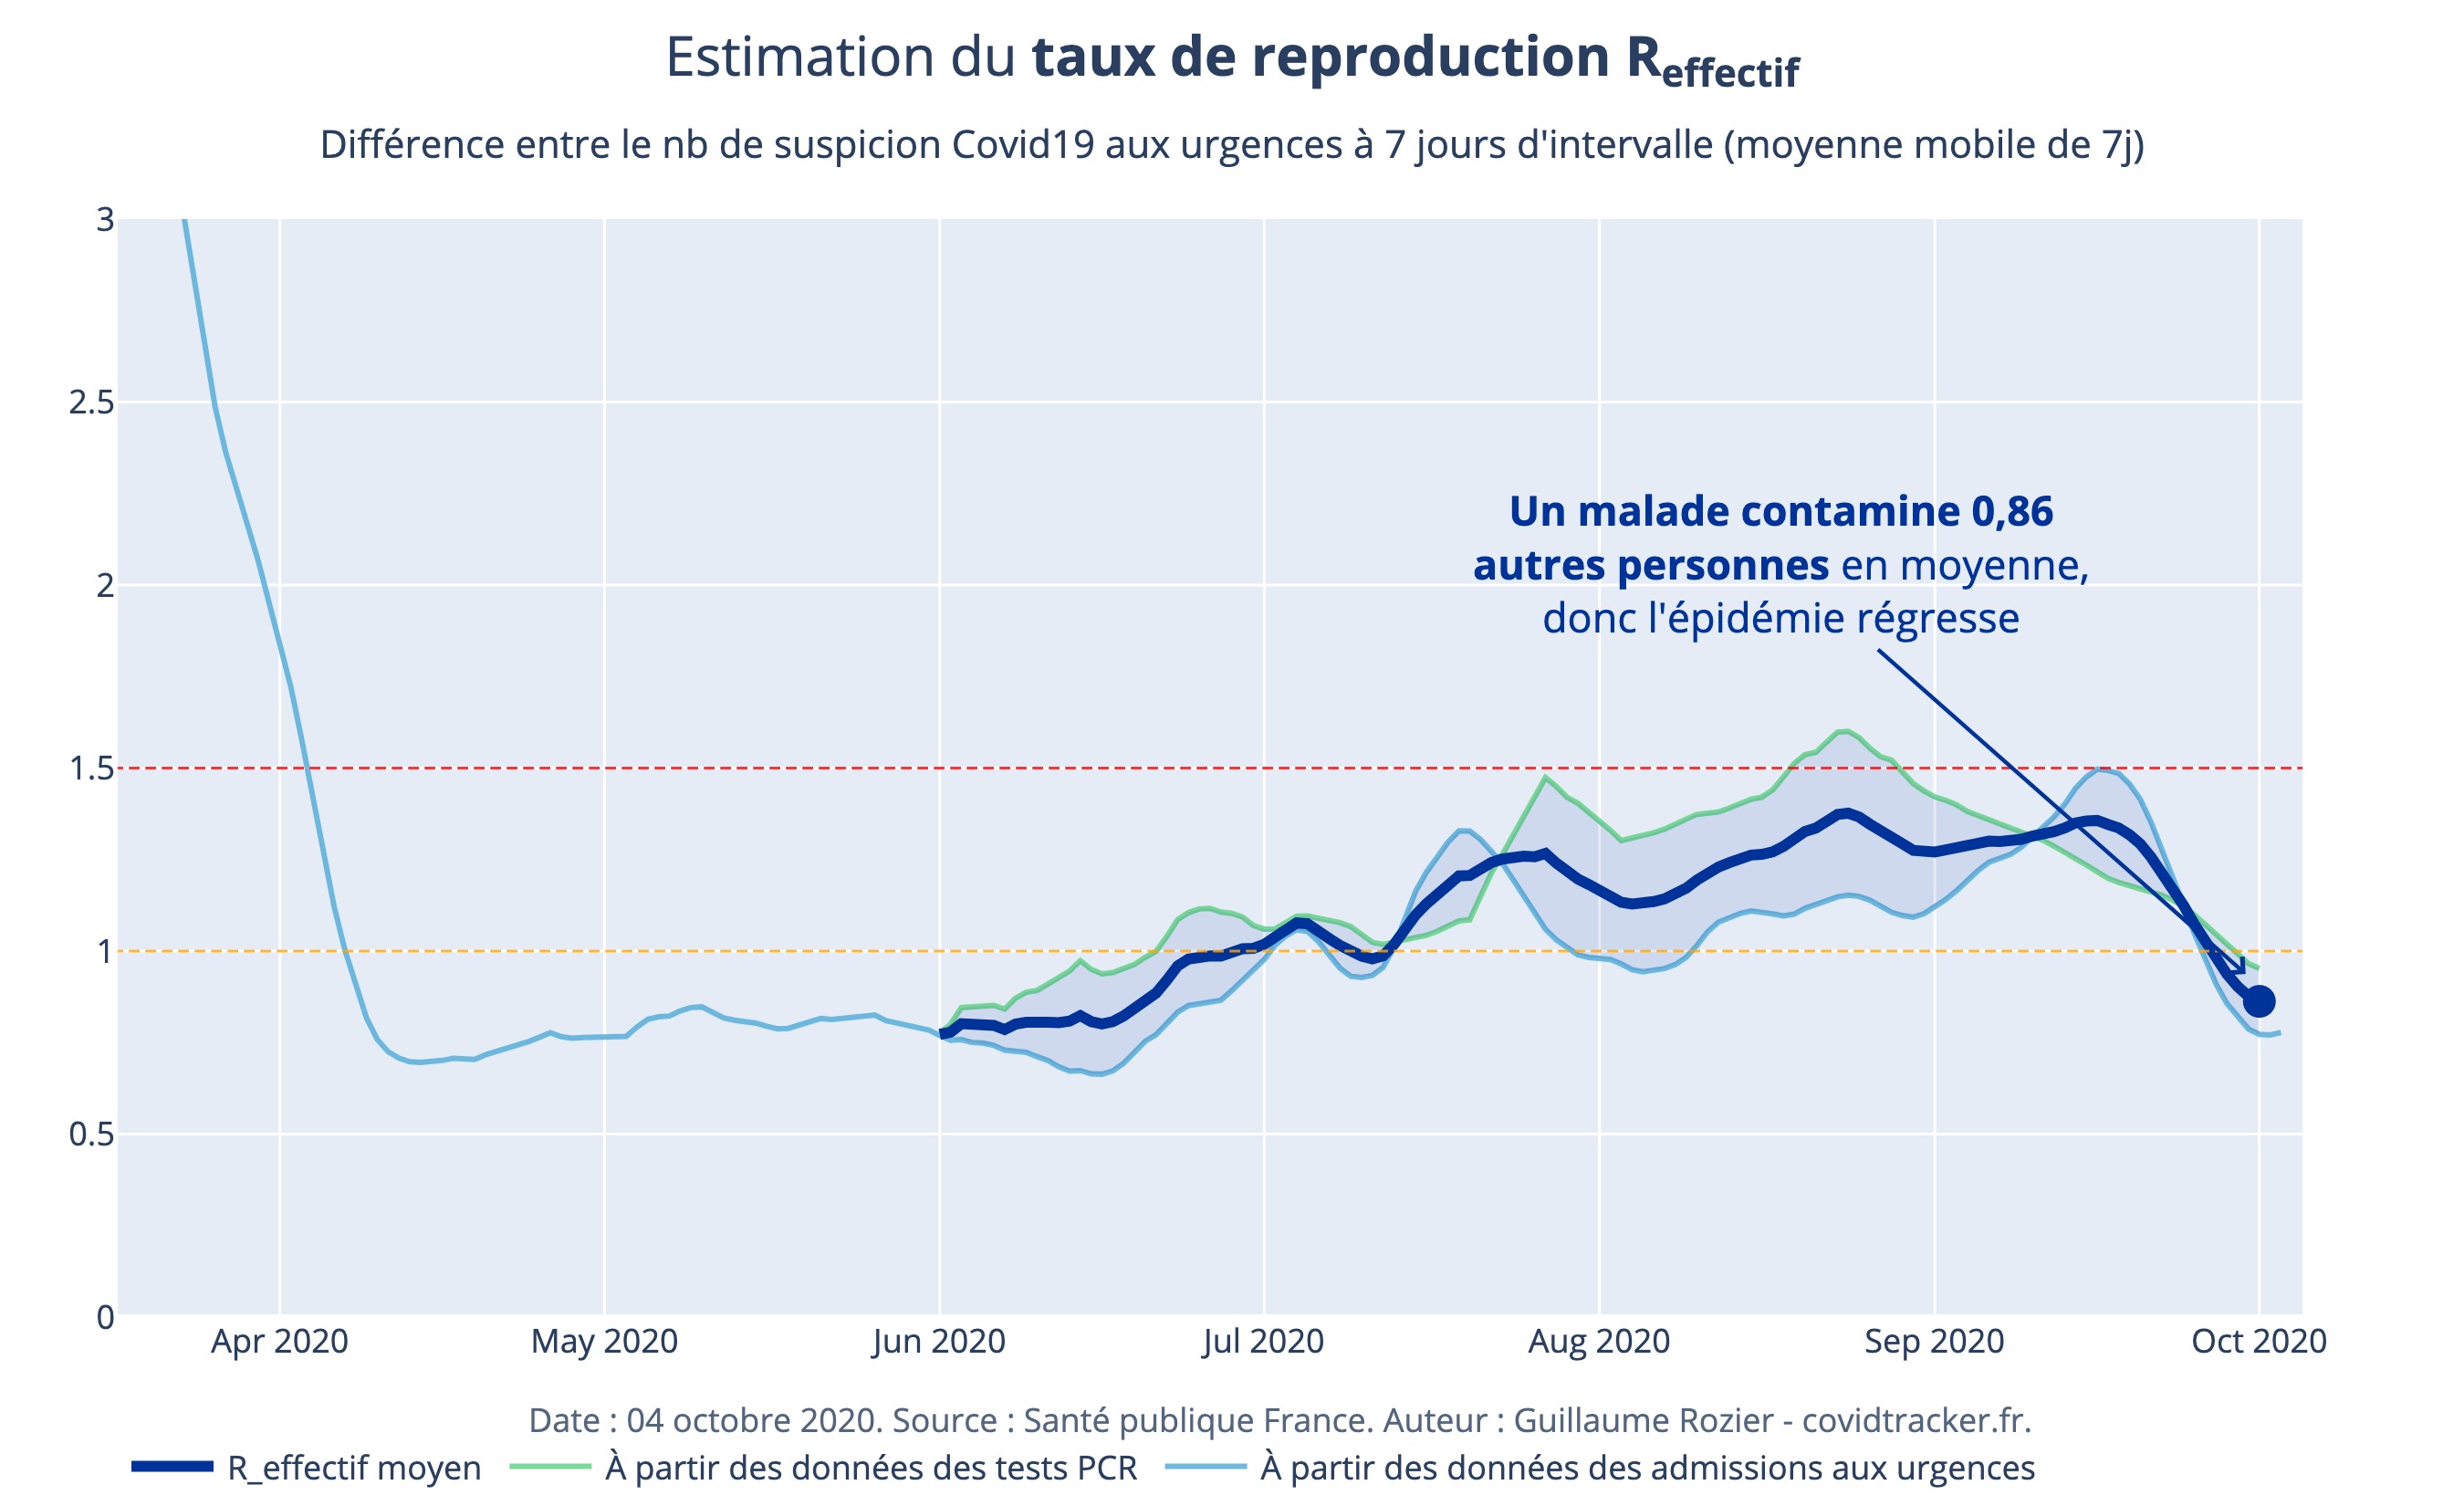 Estimation du taux de reproduction Reffectif
Différence entre le nb de suspicion Covid19 aux urgences à 7 jours d'intervalle (moyenne mobile de 7j)
3
2.5
2
1.5
1
0.5
0
Un malade contamine 0,86
autres personnes en moyenne,
donc l'épidémie régresse
Apr 2020 May 2020 Jun 2020 Jul 2020 Aug 2020 Sep 2020 Oct 2020
Date : 04 octobre 2020. Source : Santé publique France. Auteur : Guillaume Rozier - covidtracker.fr.
R_effectif moyen À partir des données des tests PCR À partir des données des admissions aux urgences